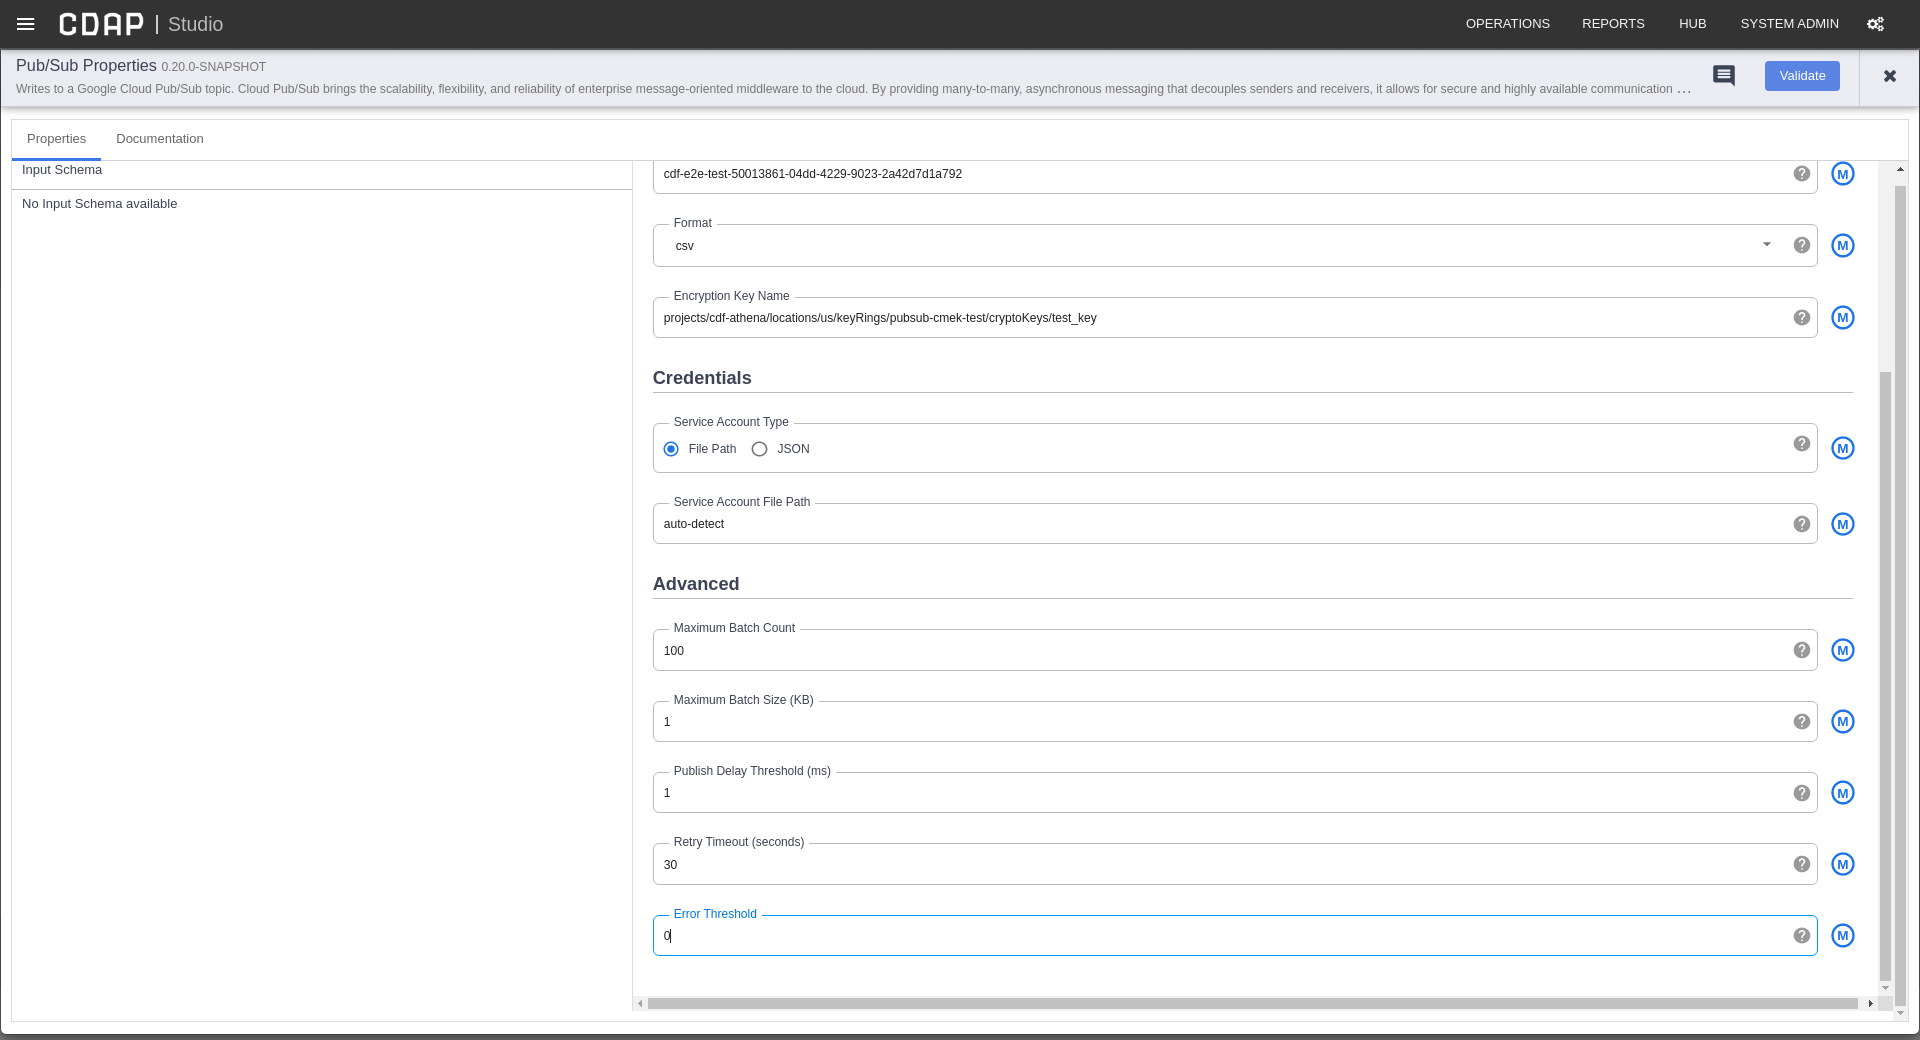 CDAP | Studio
OPERATIONS REPORTS HUB SYSTEM ADMIN
Pub/Sub Properties 0.20.0-SNAPSHOT
Writes to a Google Cloud Pub/Sub topic. Cloud Pub/Sub brings the scalability, flexibility, and reliability of enterprise message-oriented middleware to the cloud. By providing many-to-many, asynchronous messaging that decouples senders and receivers, it allows for secure and highly available communication ...
Validate
Properties Documentation
Input Schema
No Input Schema available
cdf-e2e-test-50013861-04dd-4229-9023-2a42d7d1a792
? M
Format
csv
? M
Encryption Key Name
projects/cdf-athena/locations/us/keyRings/pubsub-cmek-test/cryptoKeys/test_key
? M
Credentials
Service Account Type
File Path JSON
? M
Service Account File Path
auto-detect
? M
Advanced
Maximum Batch Count
100
? M
Maximum Batch Size (KB)
1
? M
Publish Delay Threshold (ms)
1
? M
Retry Timeout (seconds)
30
? M
Error Threshold
0
? M